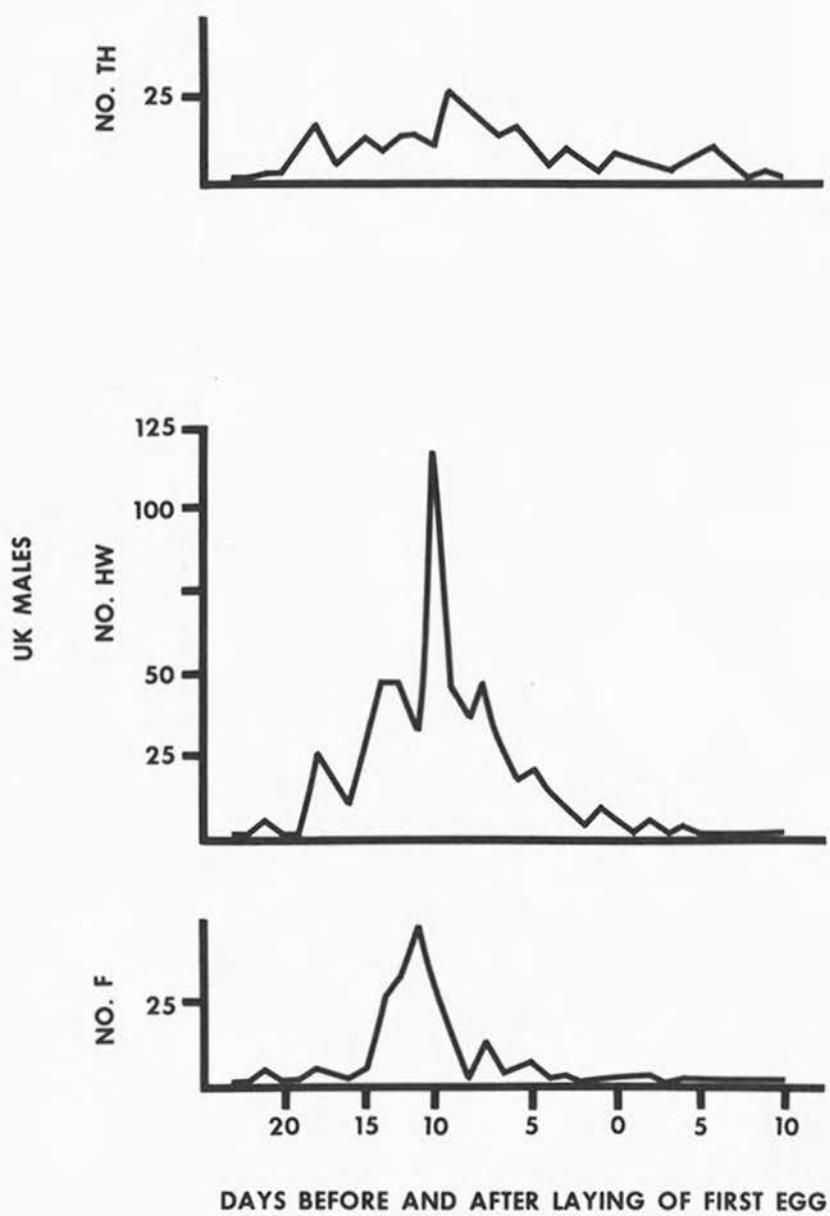 NO. TH
25
UK MALES
NO. HW
125
100
50
25
NO. F
25
20 15 10 5 0 5 10
DAYS BEFORE AND AFTER LAYING OF FIRST EGG